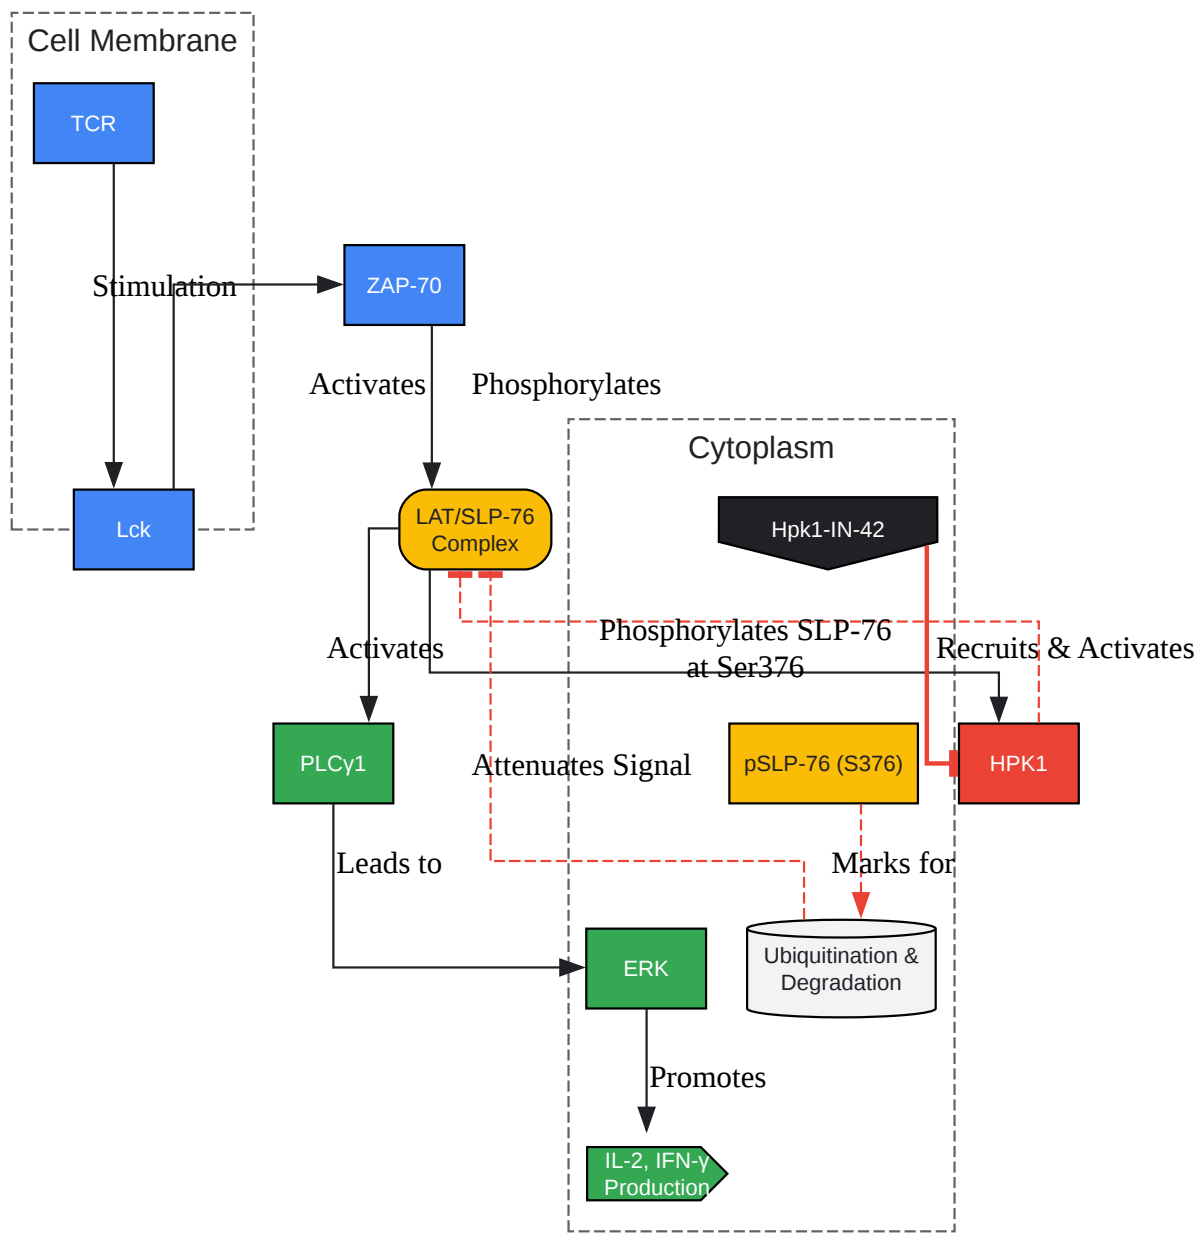 Cell Membrane
TCR
Stimulation
ZAP-70
Activates
Phosphorylates
Cytoplasm
Lck
LAT/SLP-76
Complex
Hpk1-IN-42
Phosphorylates SLP-76
at Ser376
Activates
Recruits & Activates
PLCγ1
Attenuates Signal
pSLP-76 (S376)
HPK1
Leads to
Marks for
ERK
Ubiquitination &
Degradation
Promotes
IL-2, IFN-γ
Production